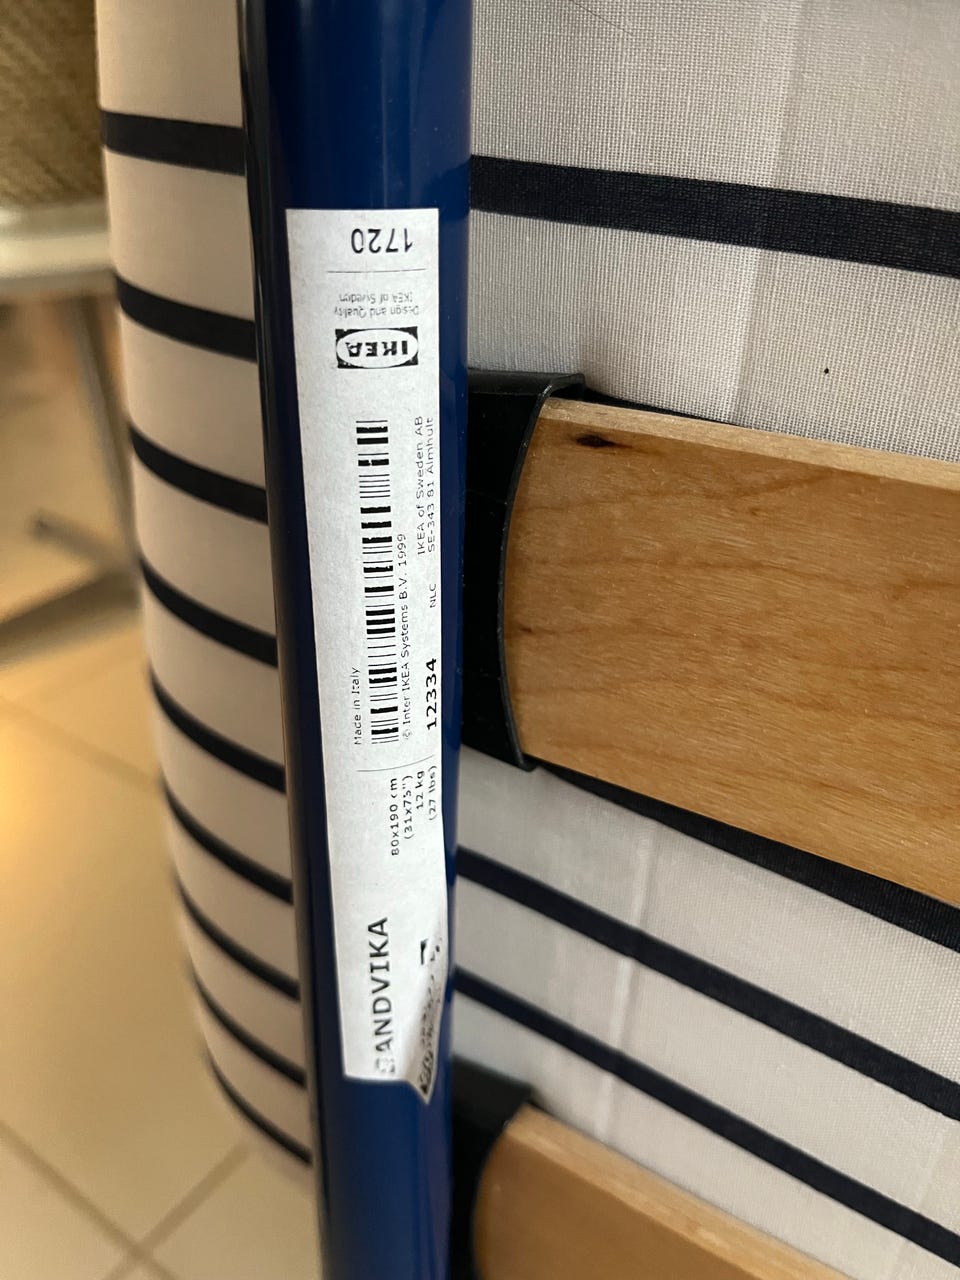 SANDVIKA
80x190 cm
(31x75")
12 kg
(27 lbs)
Made in Italy
© Inter IKEA Systems B.V. 1999
12334
NLC
IKEA of Sweden AB
SE-343 81 Älmhult
IKEA
Design and Quality
IKEA of Sweden
1720